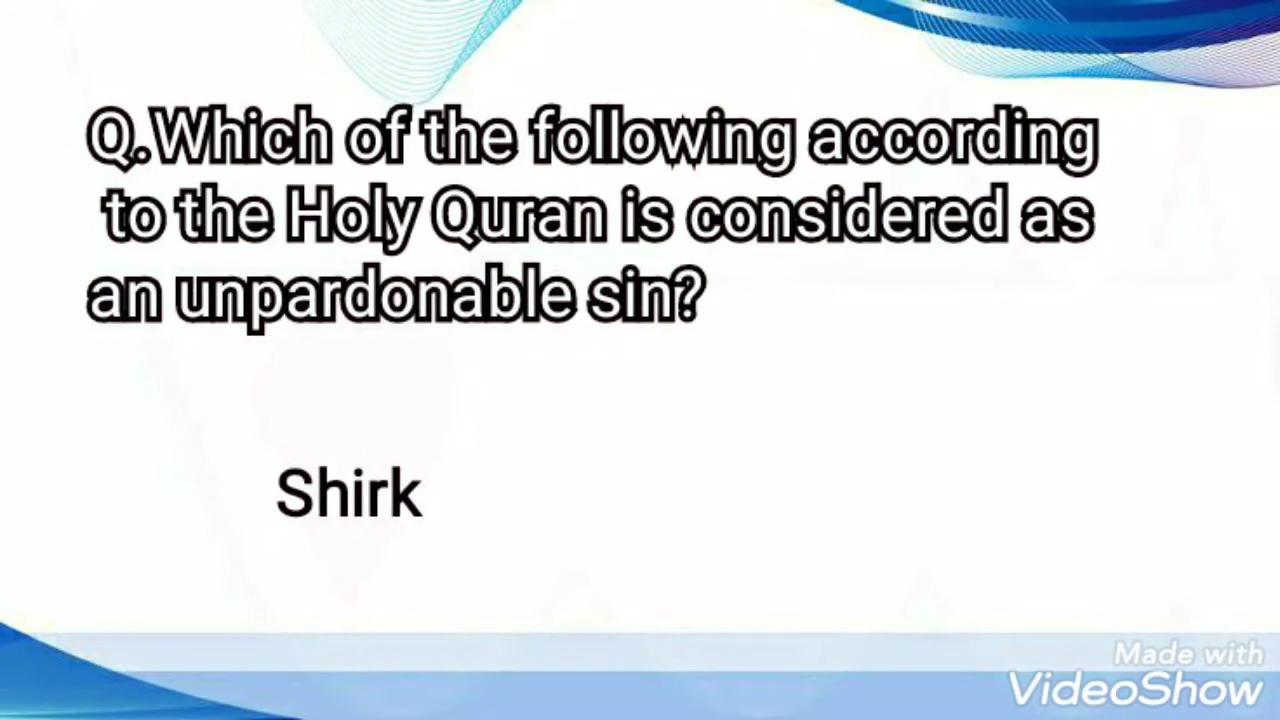 Q.Which of the following according
to the Holy Quran is considered as
an unpardonable sin?
Shirk
Made with
VideoShow